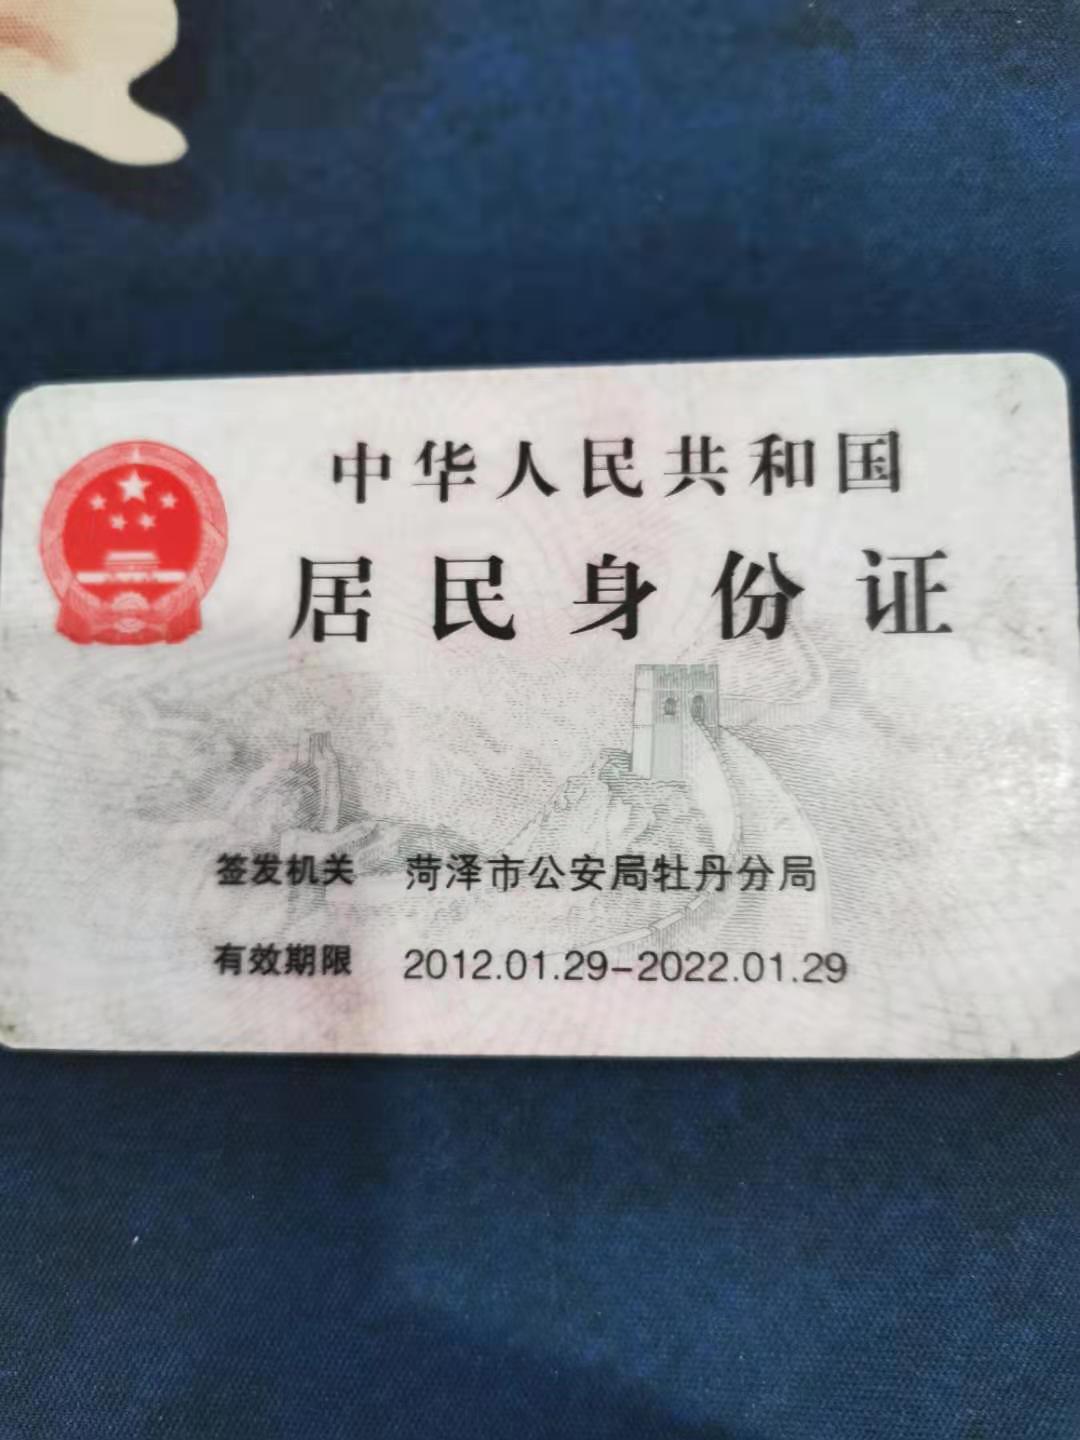 中华人民共和国
居民身份证
签发机关 菏泽市公安局牡丹分局
有效期限 2012.01.29-2022.01.29